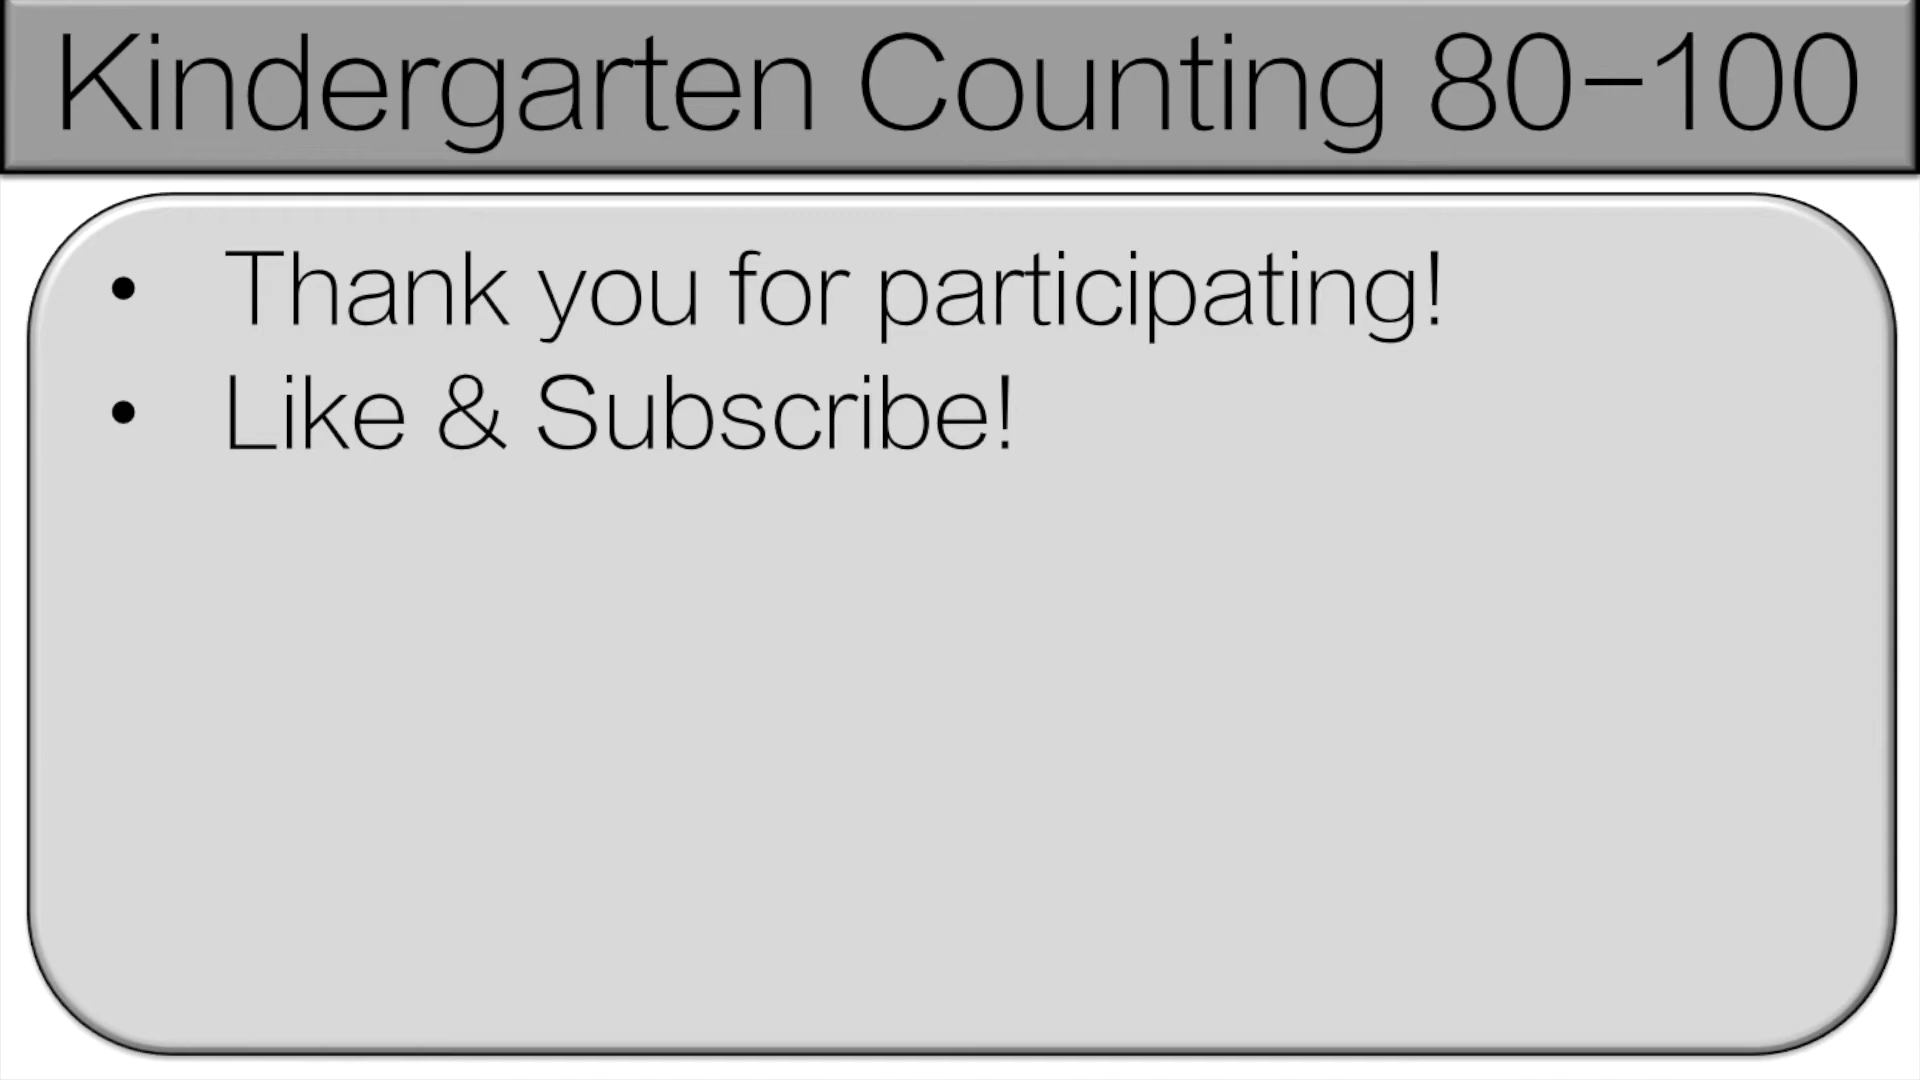 Kindergarten Counting 80-100
• Thank you for participating!
• Like & Subscribe!